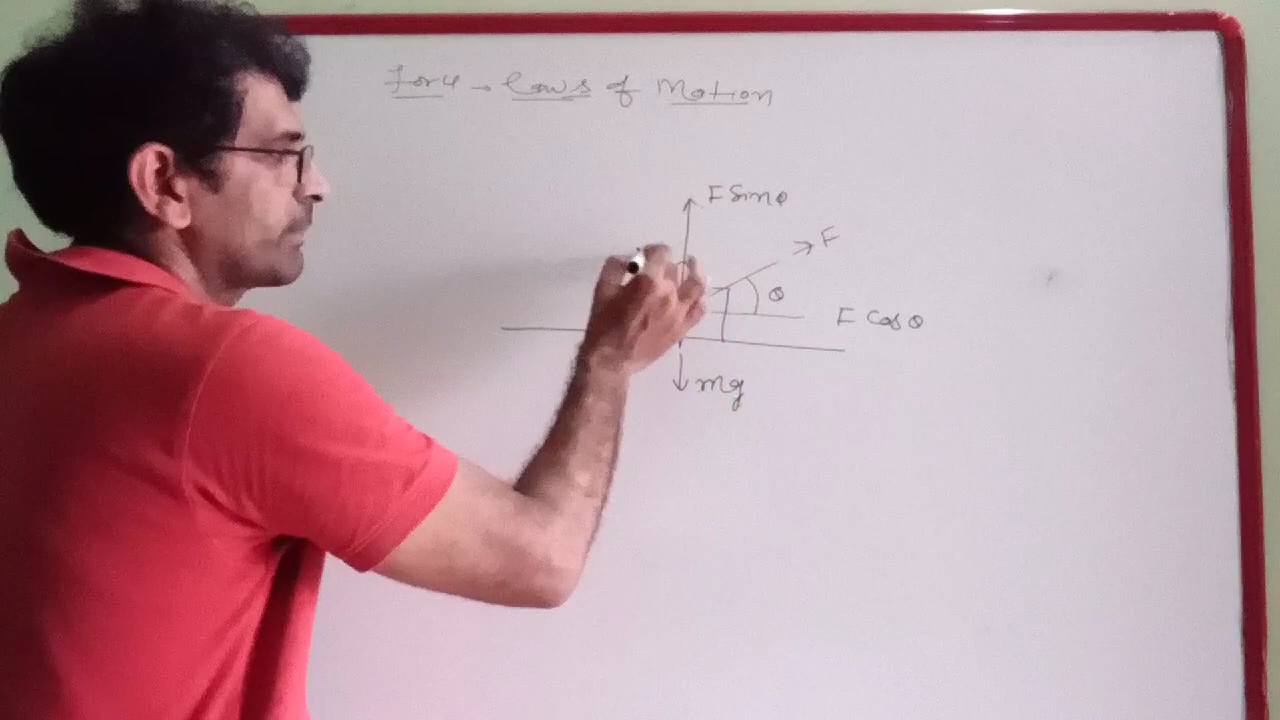 Force → Laws of Motion
F Sinθ
F
θ
F Cosθ
mg